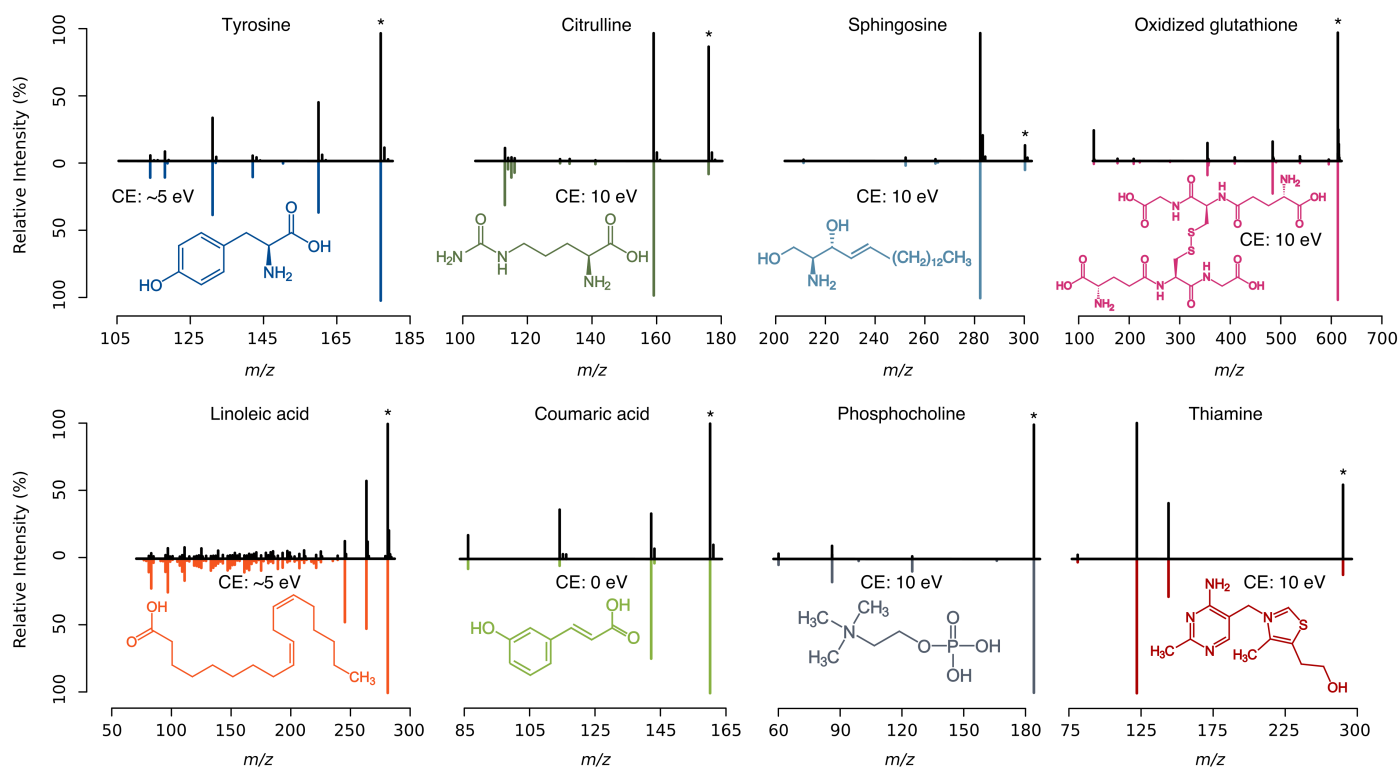 Tyrosine
Citrulline
Sphingosine
Oxidized glutathione
Relative Intensity (%)
100
50
0
50
100
*
*
*
*
CE: ~5 eV
CE: 10 eV
CE: 10 eV
CE: 10 eV
HO
O
OH
NH2
H2N
O
N
H
O
OH
NH2
HO
OH
NH2
(CH2)12CH3
HO
O
NH
H
O
H
N
O
NH2
O
OH
S
S
O
HO
NH2
O
N
H
O
H
N
O
OH
105 125 145 165 185
100 120 140 160 180
200 220 240 260 280 300
100 200 300 400 500 600 700
m/z
m/z
m/z
m/z
Linoleic acid
Coumaric acid
Phosphocholine
Thiamine
Relative Intensity (%)
100
50
0
50
100
*
*
*
*
CE: ~5 eV
CE: 0 eV
CE: 10 eV
CE: 10 eV
OH
O
CH3
HO
OH
O
H3C
CH3
N
H3C
O
P
O
OH
OH
NH2
N
N
H3C
N
S
H3C
OH
50 100 150 200 250 300
85 105 125 145 165
60 90 120 150 180
75 125 175 225 300
m/z
m/z
m/z
m/z